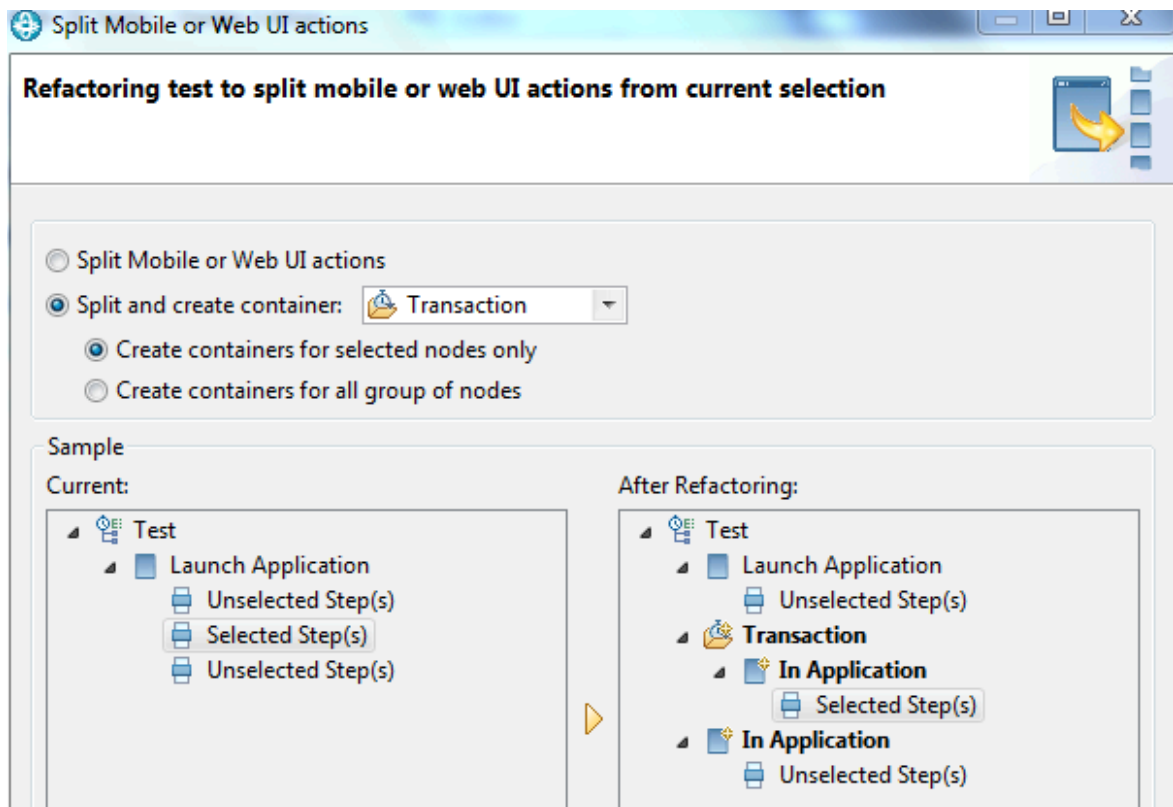 Split Mobile or Web UI actions
Refactoring test to split mobile or web UI actions from current selection
Split Mobile or Web UI actions
Split and create container: Transaction
Create containers for selected nodes only
Create containers for all group of nodes
Sample
Current:
Test
Launch Application
Unselected Step(s)
Selected Step(s)
Unselected Step(s)
After Refactoring:
Test
Launch Application
Unselected Step(s)
Transaction
In Application
Selected Step(s)
In Application
Unselected Step(s)